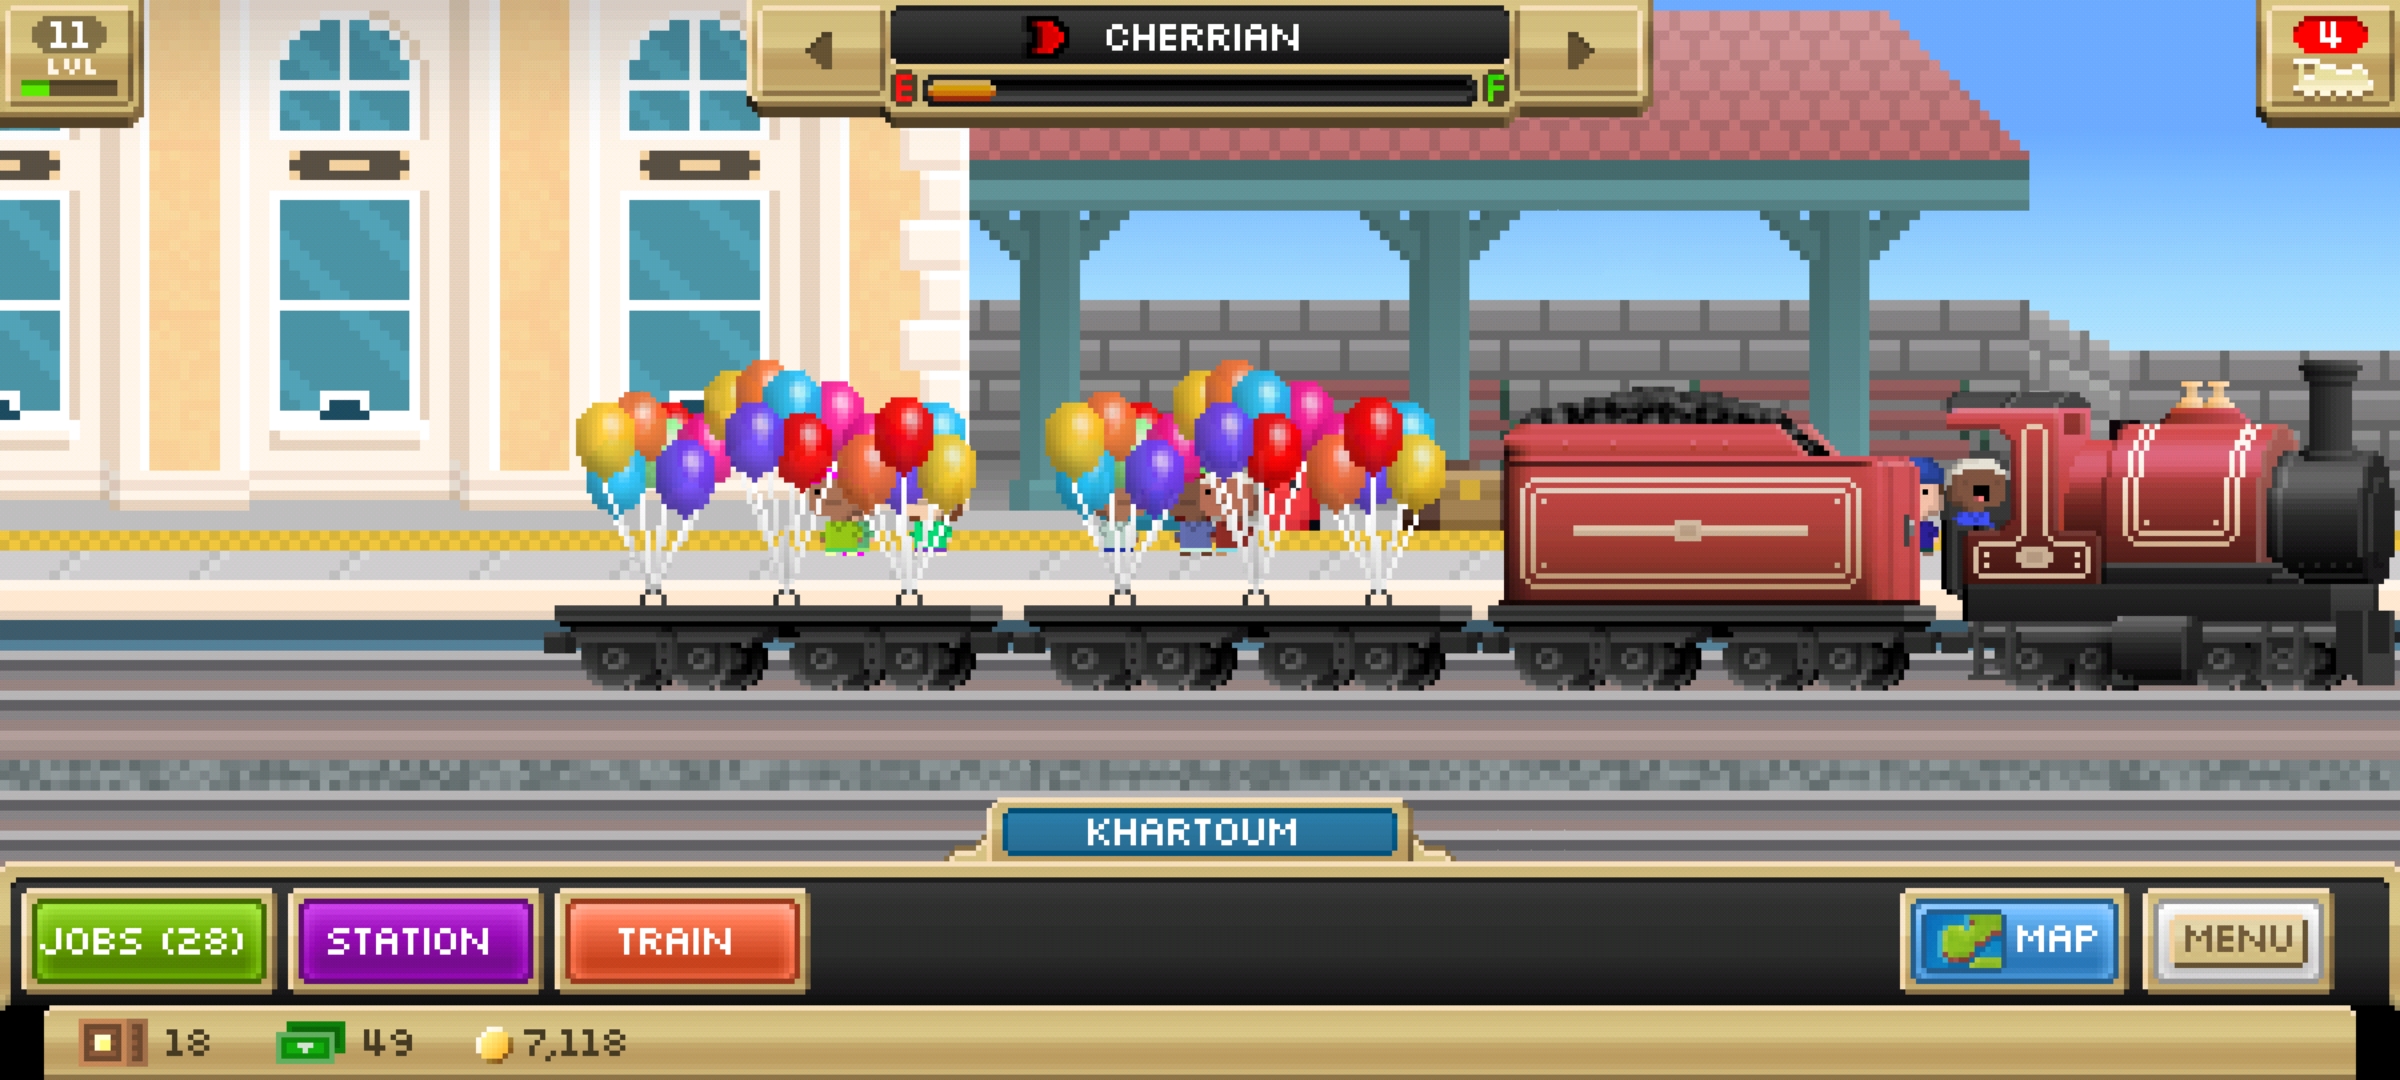 11
LVL
CHERRIAN
E F
4
KHARTOUM
JOBS (28)
STATION
TRAIN
MAP
MENU
18
49
7,118